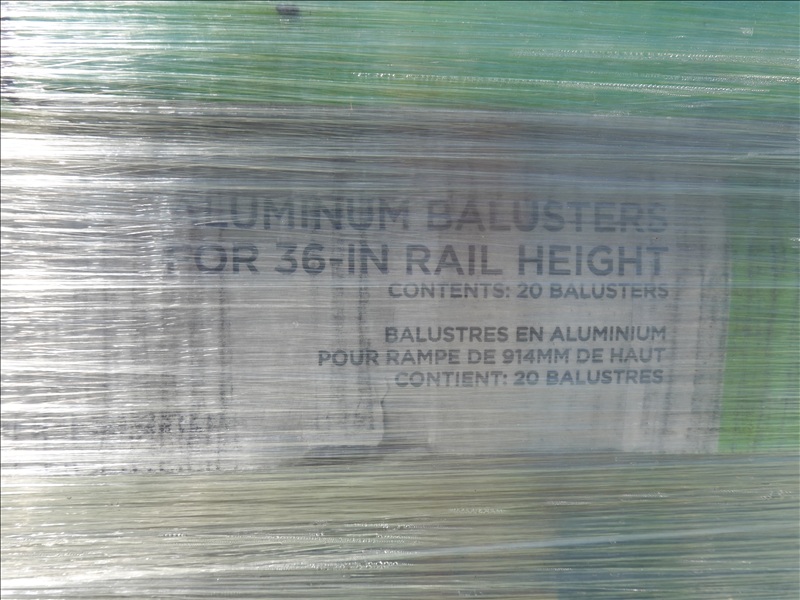 ALUMINUM BALUSTERS
FOR 36-IN RAIL HEIGHT
CONTENTS: 20 BALUSTERS
BALUSTRES EN ALUMINIUM
POUR RAMPE DE 914MM DE HAUT
CONTIENT: 20 BALUSTRES